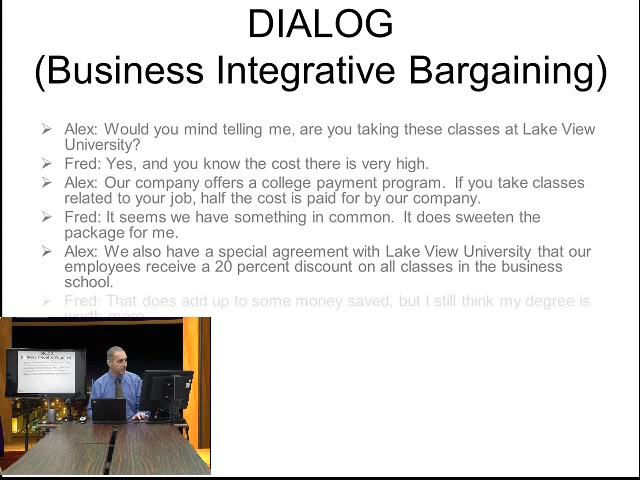 DIALOG
(Business Integrative Bargaining)
Alex: Would you mind telling me, are you taking these classes at Lake View
University?
Fred: Yes, and you know the cost there is very high.
Alex: Our company offers a college payment program. If you take classes
related to your job, half the cost is paid for by our company.
Fred: It seems we have something in common. It does sweeten the
package for me.
Alex: We also have a special agreement with Lake View University that our
employees receive a 20 percent discount on all classes in the business
school.
Fred: That does add up to some money saved, but I still think my degree is
worth more.